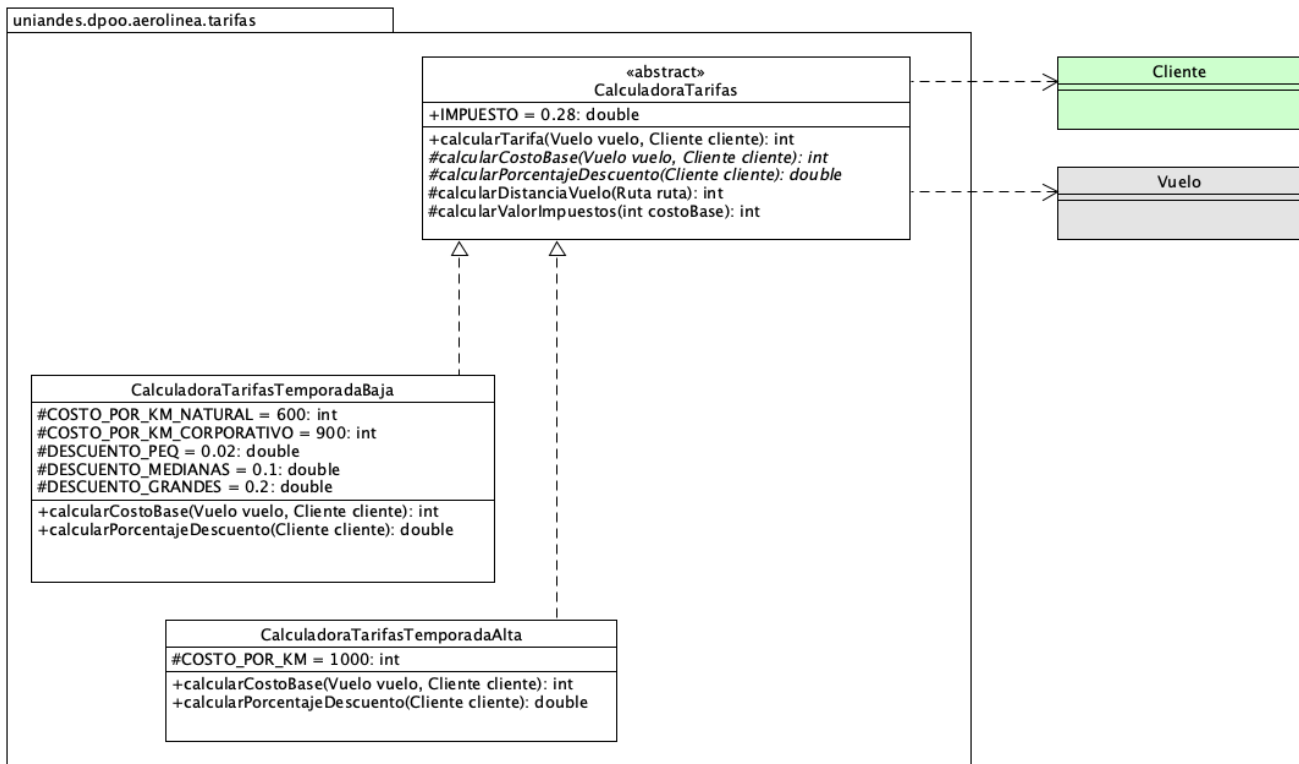 uniandes.dpoo.aerolinea.tarifas
«abstract»
CalculadoraTarifas
+IMPUESTO = 0.28: double
+calcularTarifa(Vuelo vuelo, Cliente cliente): int
#calcularCostoBase(Vuelo vuelo, Cliente cliente): int
#calcularPorcentajeDescuento(Cliente cliente): double
#calcularDistanciaVuelo(Ruta ruta): int
#calcularValorImpuestos(int costoBase): int
Cliente
Vuelo
CalculadoraTarifasTemporadaBaja
#COSTO_POR_KM_NATURAL = 600: int
#COSTO_POR_KM_CORPORATIVO = 900: int
#DESCUENTO_PEQ = 0.02: double
#DESCUENTO_MEDIANAS = 0.1: double
#DESCUENTO_GRANDES = 0.2: double
+calcularCostoBase(Vuelo vuelo, Cliente cliente): int
+calcularPorcentajeDescuento(Cliente cliente): double
CalculadoraTarifasTemporadaAlta
#COSTO_POR_KM = 1000: int
+calcularCostoBase(Vuelo vuelo, Cliente cliente): int
+calcularPorcentajeDescuento(Cliente cliente): double